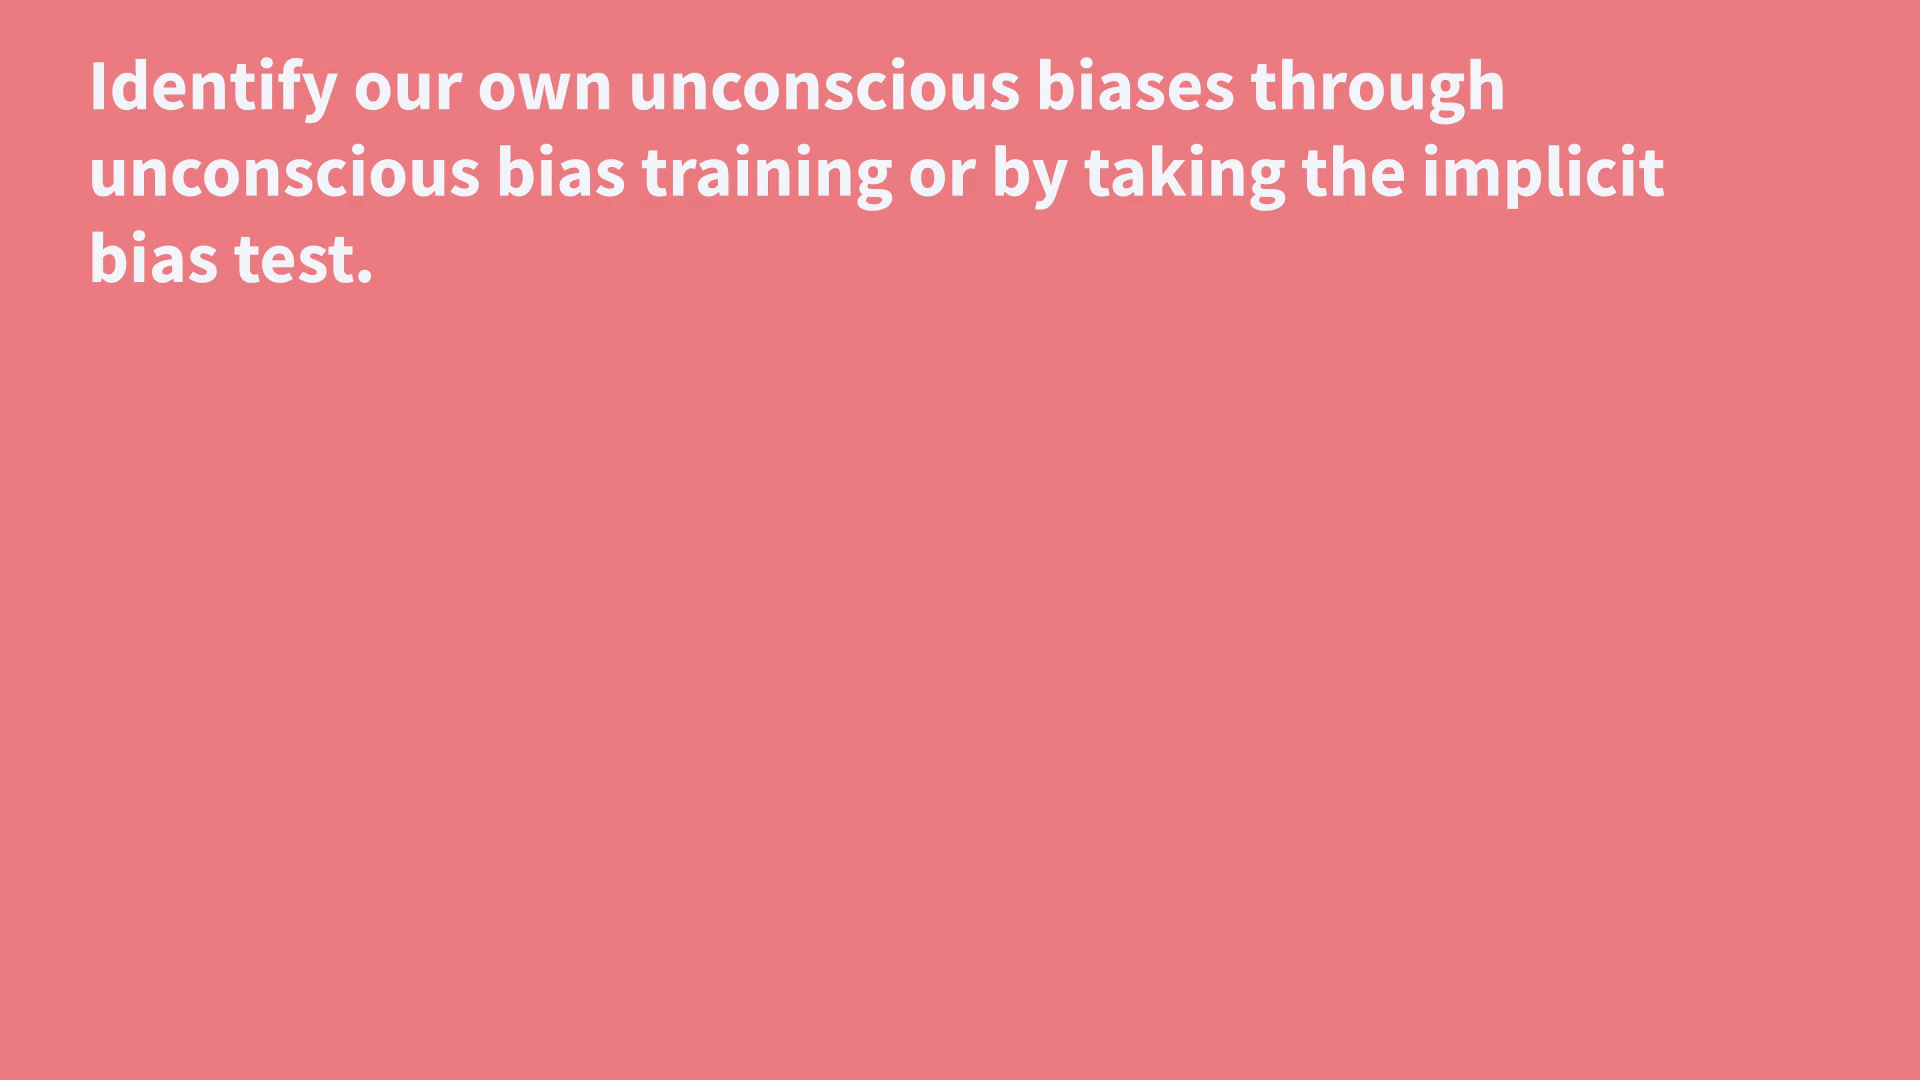 Identify our own unconscious biases through
unconscious bias training or by taking the implicit
bias test.